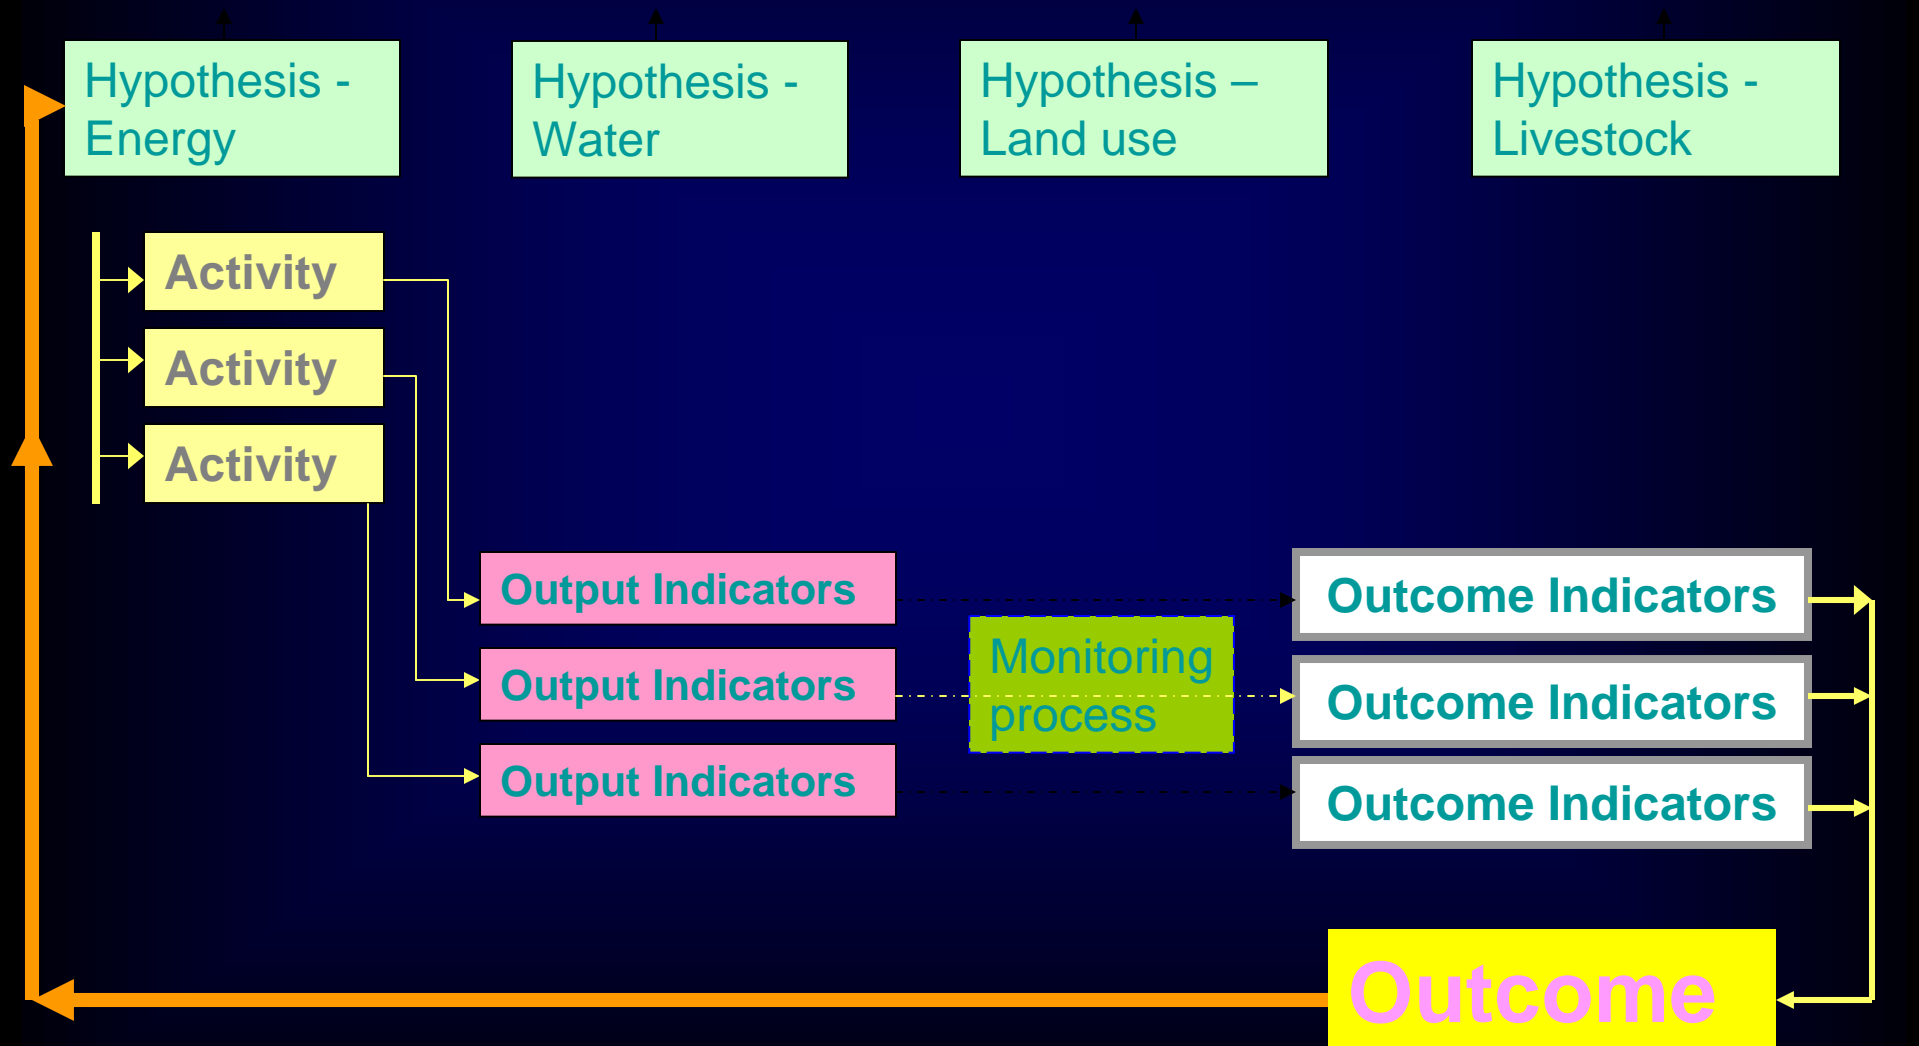 Hypothesis -
Energy
Hypothesis -
Water
Hypothesis –
Land use
Hypothesis -
Livestock
Activity
Activity
Activity
Output Indicators
Output Indicators
Output Indicators
Monitoring
process
Outcome Indicators
Outcome Indicators
Outcome Indicators
Outcome